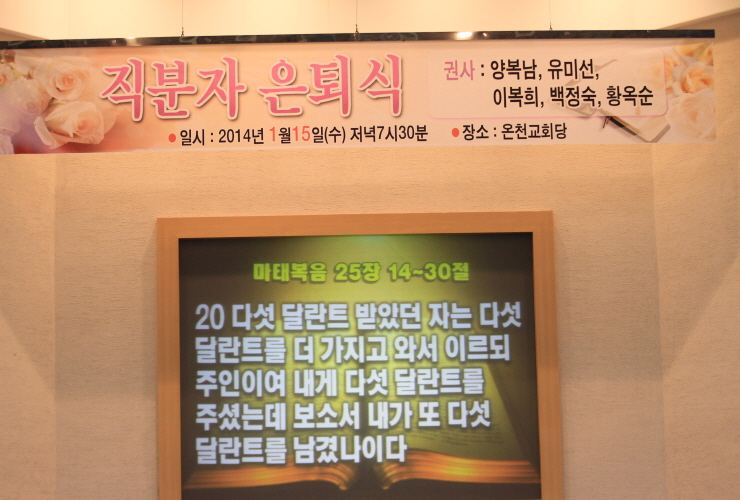 직분자 은퇴식
권사 : 양복남, 유미선,
이복희, 백정숙, 황옥순
● 일시 : 2014년 1월15일(수) 저녁7시30분 ● 장소 : 온천교회당
마태복음 25장 14~30절
20 다섯 달란트 받았던 자는 다섯
달란트를 더 가지고 와서 이르되
주인이여 내게 다섯 달란트를
주셨는데 보소서 내가 또 다섯
달란트를 남겼나이다